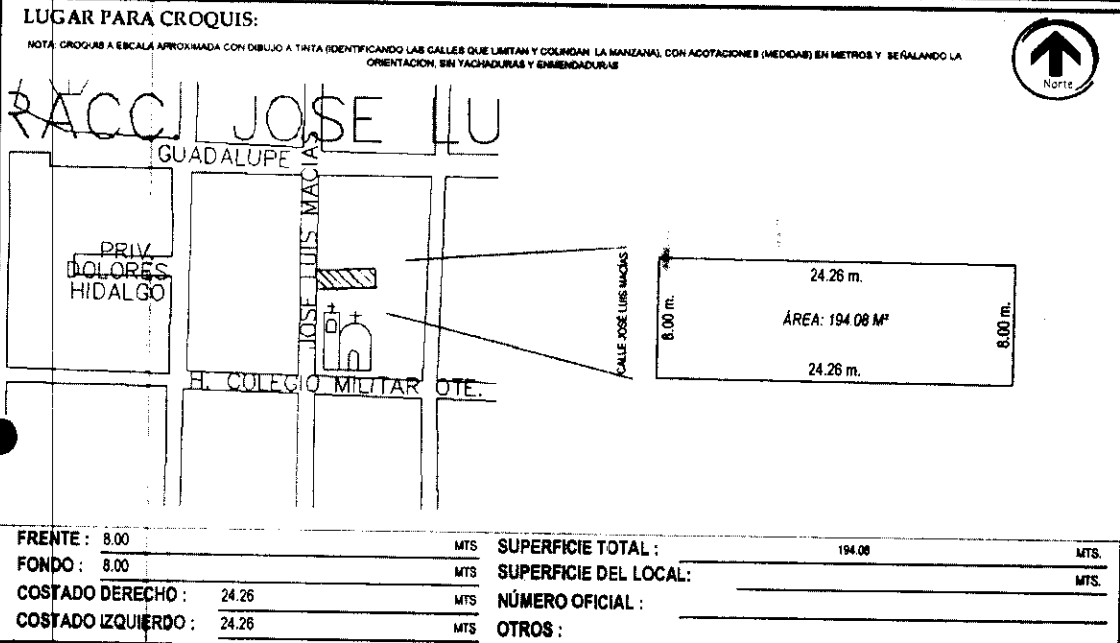 LUGAR PARA CROQUIS:
NOTA: CROQUIS A ESCALA APROXIMADA CON DIBUJO A TINTA (IDENTIFICANDO LAS CALLES QUE LIMITAN Y COLINDAN LA MANZANA), CON ACOTACIONES (MEDIDAS) EN METROS Y SEÑALANDO LA
ORIENTACION, SIN TACHADURAS Y ENMENDADURAS
Norte
RACC. JOSE LU
GUADALUPE
JOSE LUIS MACIAS
PRIV.
DOLORES
HIDALGO
H. COLEGIO MILITAR OTE.
CALLE JOSÉ LUIS MACÍAS
24.26 m.
8.00 m.
ÁREA: 194.08 M²
8.00 m.
24.26 m.
FRENTE : 8.00 MTS
FONDO : 8.00 MTS
COSTADO DERECHO : 24.26 MTS
COSTADO IZQUIERDO : 24.26 MTS
SUPERFICIE TOTAL : 194.08 MTS.
SUPERFICIE DEL LOCAL: MTS.
NÚMERO OFICIAL :
OTROS :